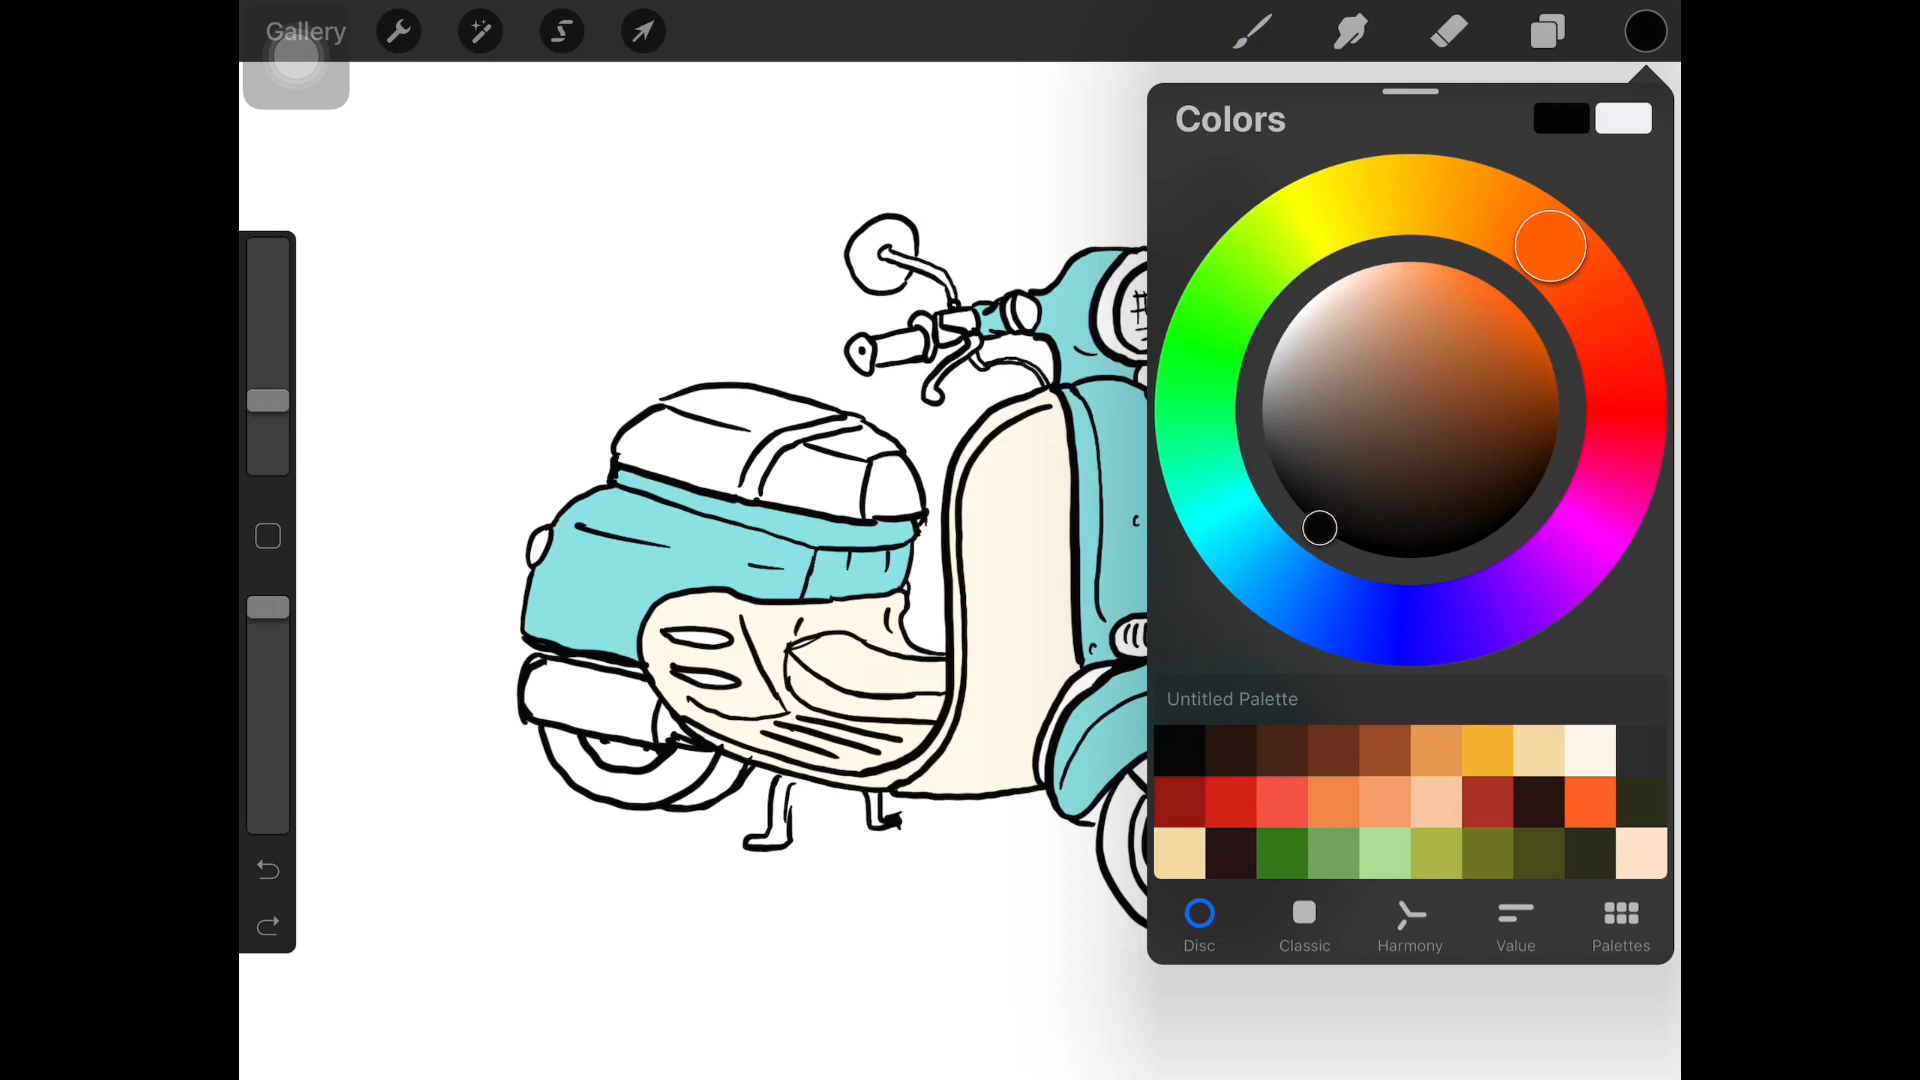 Gallery
Colors
Untitled Palette
Disc
Classic
Harmony
Value
Palettes